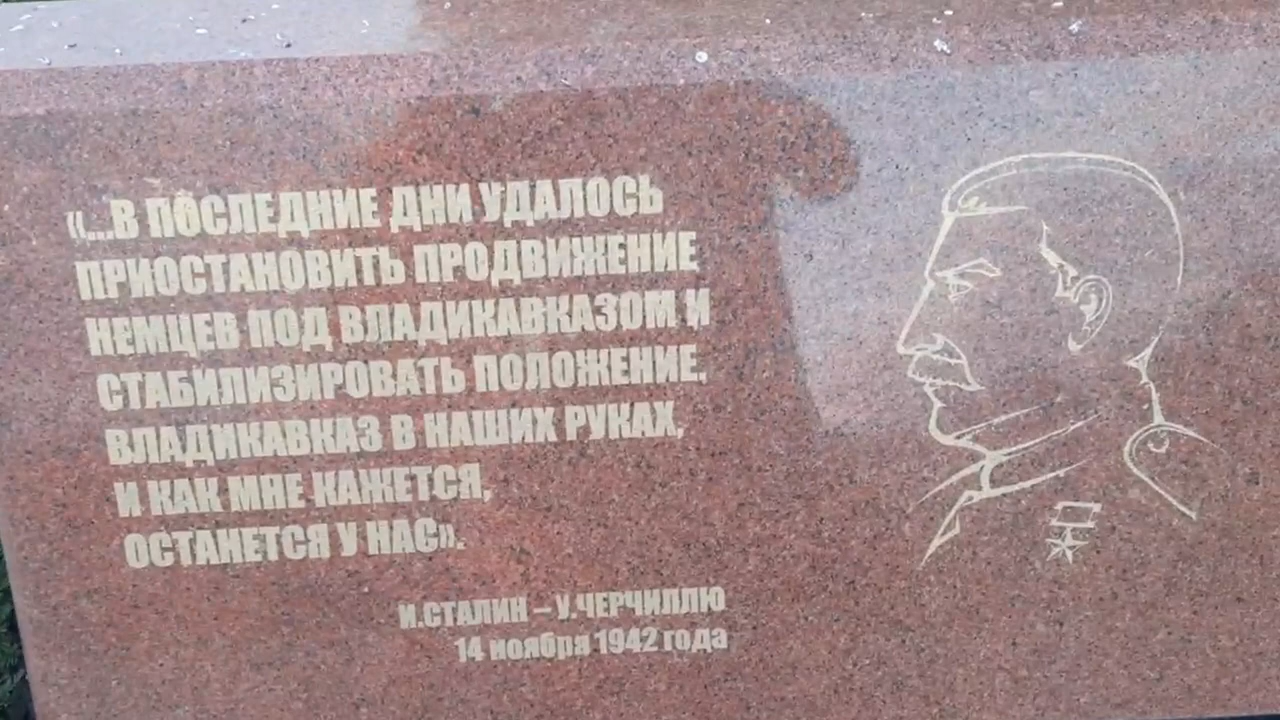 «...В ПОСЛЕДНИЕ ДНИ УДАЛОСЬ
ПРИОСТАНОВИТЬ ПРОДВИЖЕНИЕ
НЕМЦЕВ ПОД ВЛАДИКАВКАЗОМ И
СТАБИЛИЗИРОВАТЬ ПОЛОЖЕНИЕ.
ВЛАДИКАВКАЗ В НАШИХ РУКАХ,
И КАК МНЕ КАЖЕТСЯ,
ОСТАНЕТСЯ У НАС».
И.СТАЛИН – У.ЧЕРЧИЛЛЮ
14 ноября 1942 года